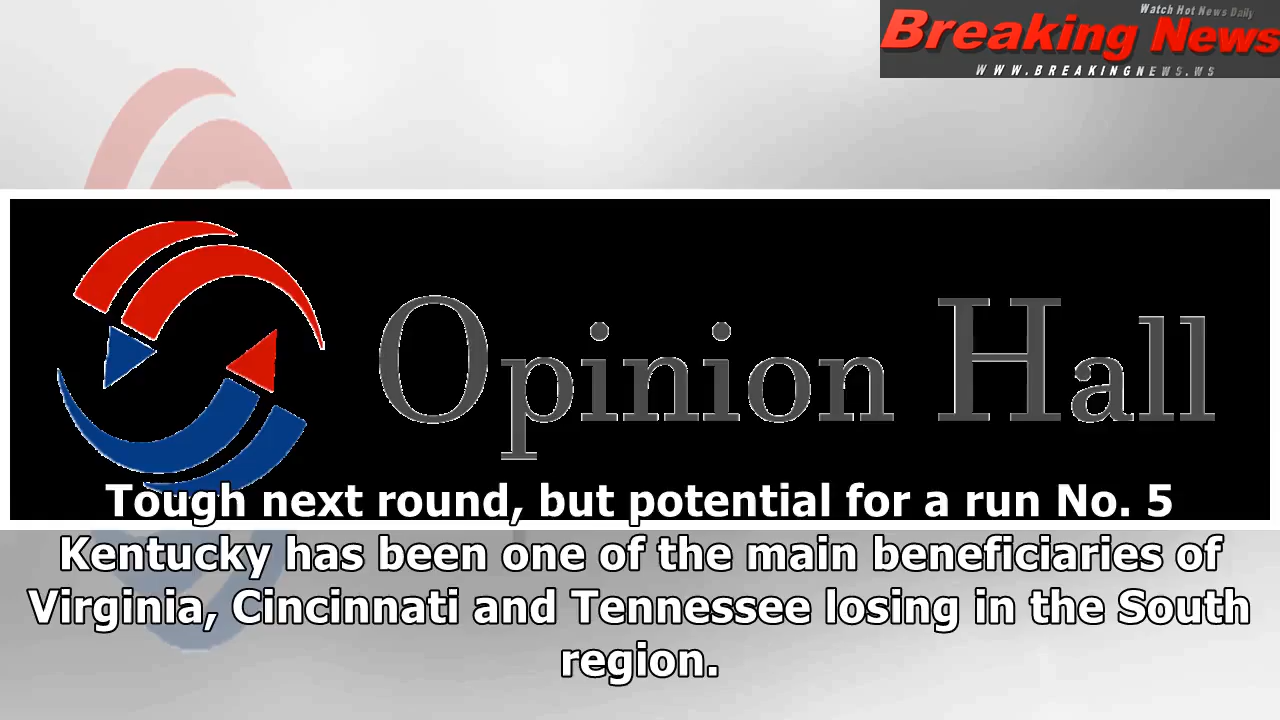 Watch Hot News Daily
Breaking News
WWW.BREAKINGNEWS.WS
Opinion Hall
Tough next round, but potential for a run No. 5
Kentucky has been one of the main beneficiaries of
Virginia, Cincinnati and Tennessee losing in the South
region.